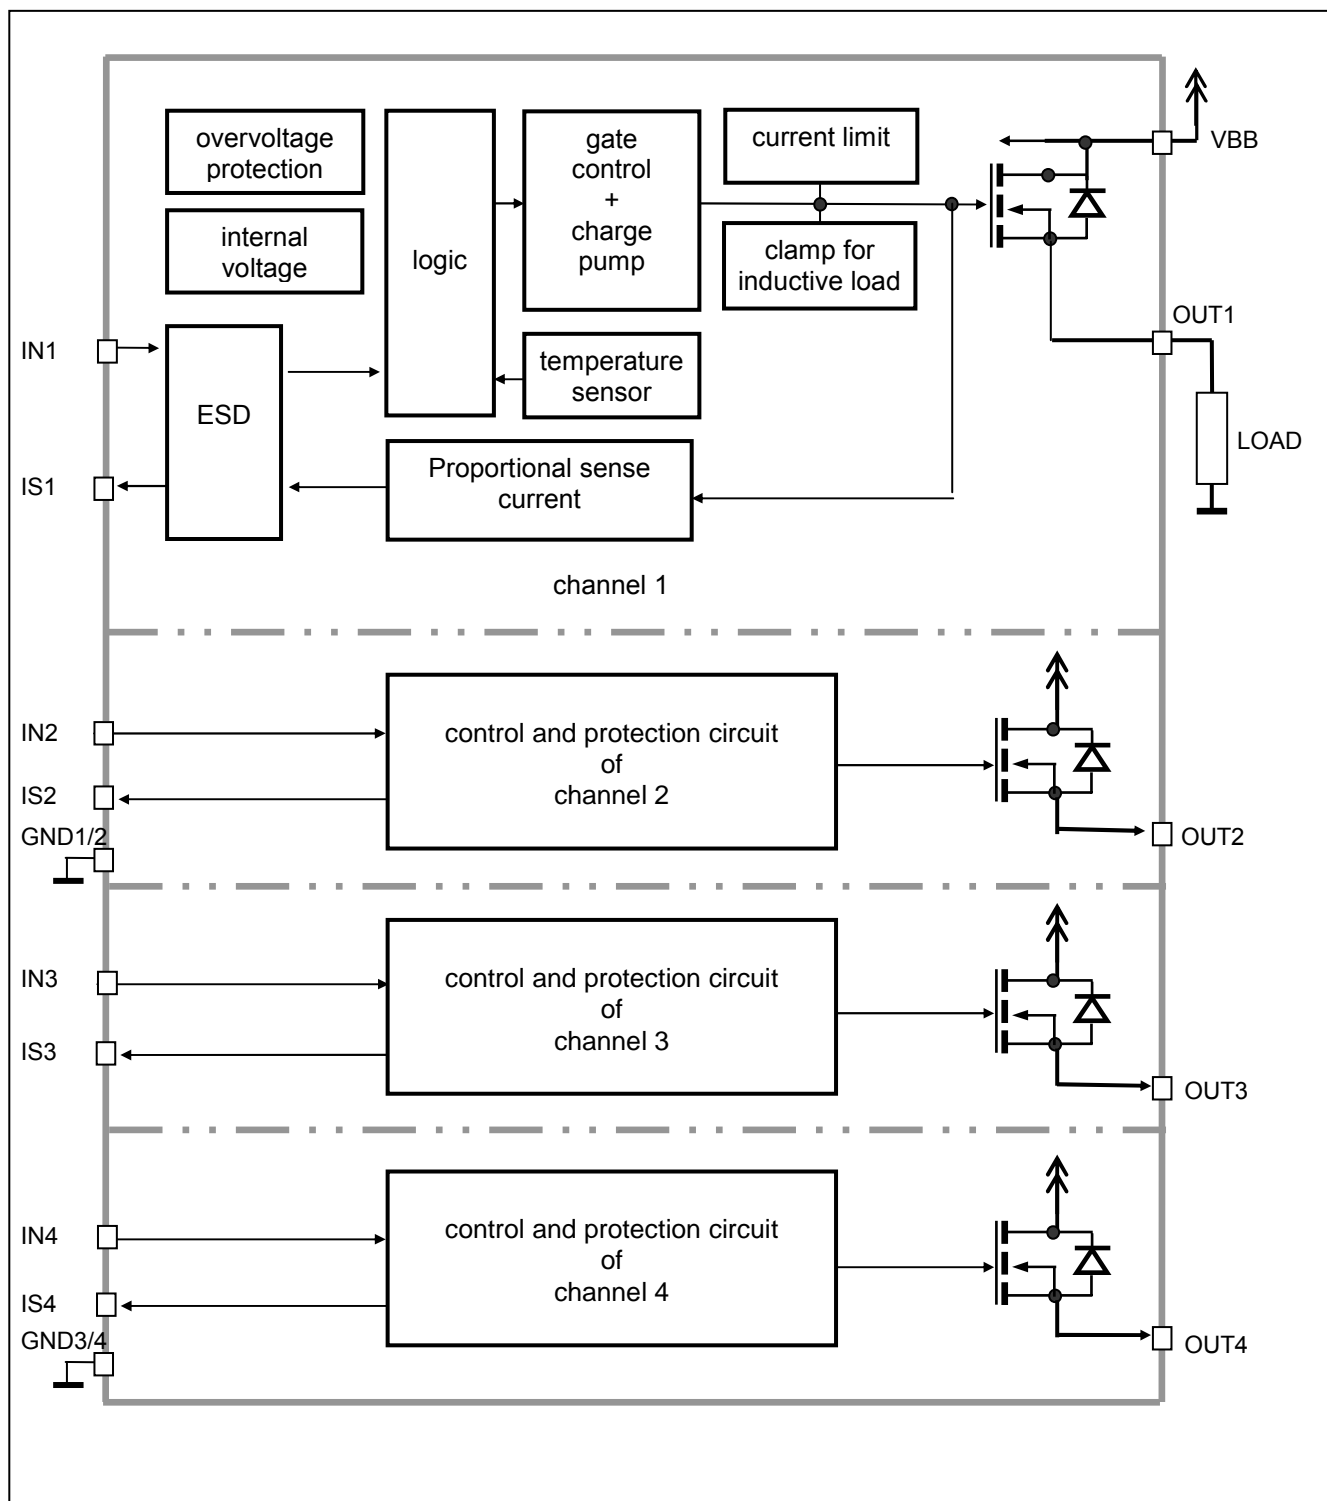 overvoltage
protection
internal
voltage
logic
gate
control
+
charge
pump
current limit
clamp for
inductive load
VBB
OUT1
LOAD
IN1
ESD
temperature
sensor
IS1
Proportional sense
current
channel 1
IN2
IS2
GND1/2
control and protection circuit
of
channel 2
OUT2
IN3
IS3
control and protection circuit
of
channel 3
OUT3
IN4
IS4
GND3/4
control and protection circuit
of
channel 4
OUT4